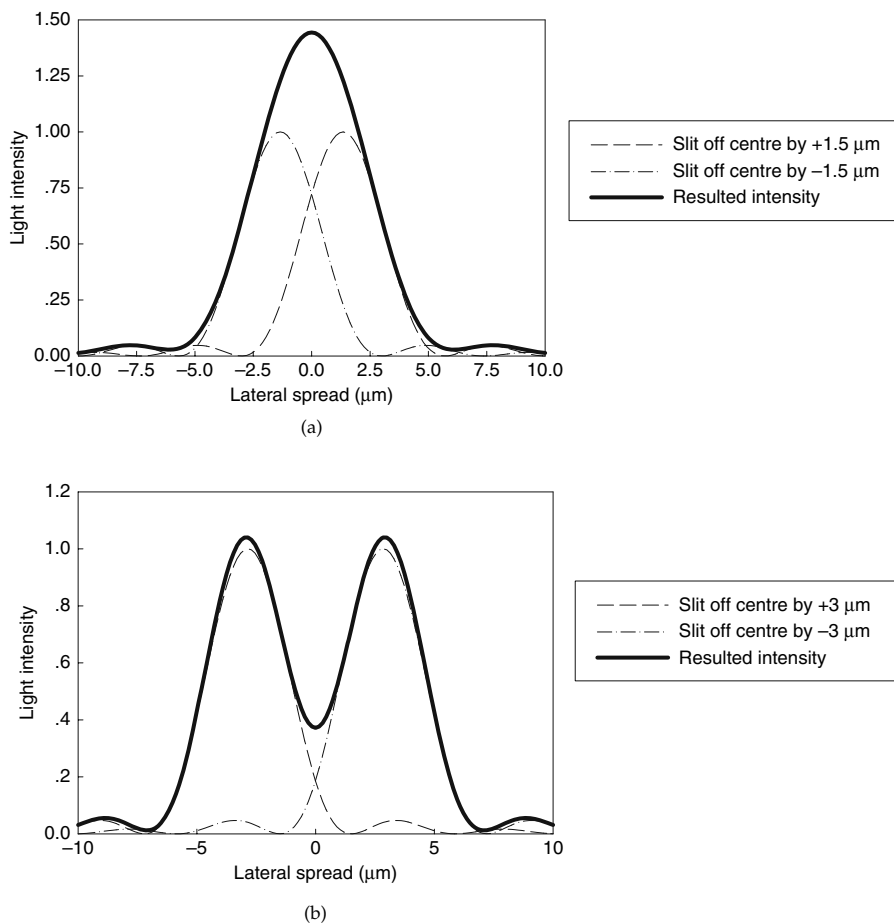 1.50
1.25
1.00
0.75
.50
.25
0.00
Light intensity
–10.0 –7.5 –5.0 –2.5 0.0 2.5 5.0 7.5 10.0
Lateral spread (μm)
(a)
Slit off centre by +1.5 μm
Slit off centre by –1.5 μm
Resulted intensity
1.2
1.0
.8
.6
.4
.2
0.0
Light intensity
–10 –5 0 5 10
Lateral spread (μm)
(b)
Slit off centre by +3 μm
Slit off centre by –3 μm
Resulted intensity